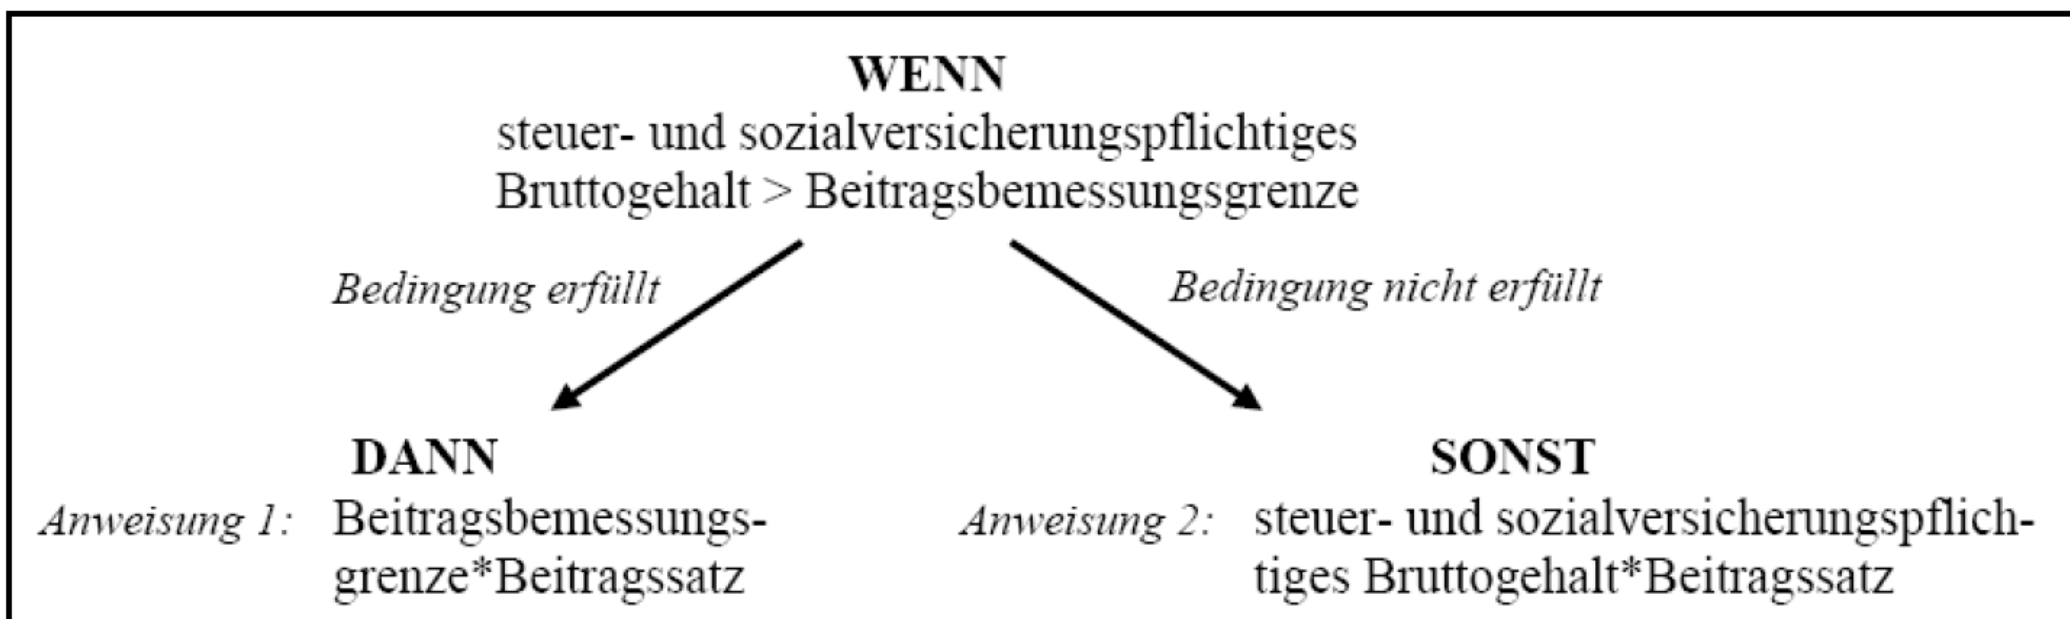 WENN
steuer- und sozialversicherungspflichtiges
Bruttogehalt > Beitragsbemessungsgrenze
Bedingung erfüllt
Bedingung nicht erfüllt
DANN
Anweisung 1: Beitragsbemessungs-
grenze*Beitragssatz
SONST
Anweisung 2: steuer- und sozialversicherungspflich-
tiges Bruttogehalt*Beitragssatz